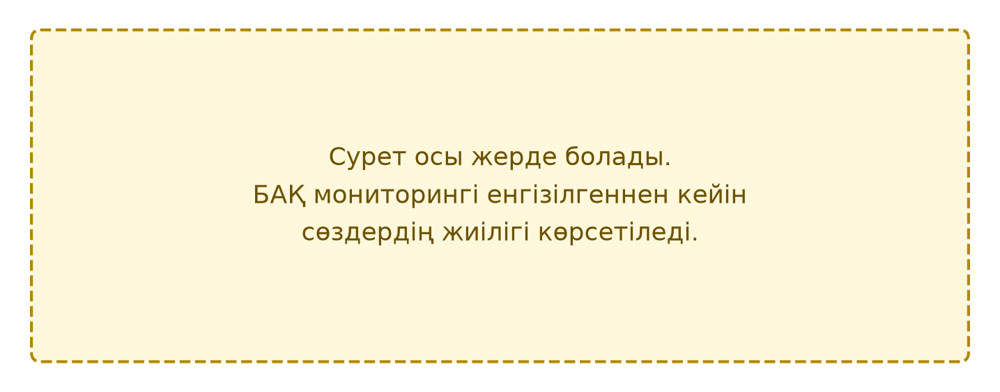 Сурет осы жерде болады.
БАҚ мониторингі енгізілгеннен кейін
сөздердің жиілігі көрсетіледі.